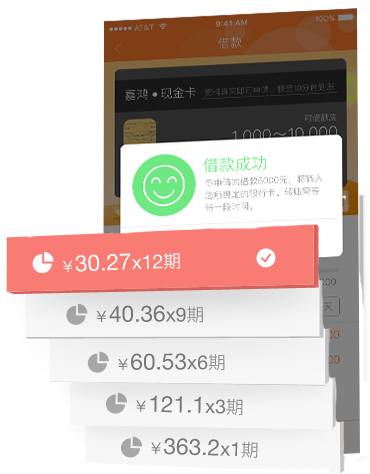 AT&T
9:41 AM
100%
借款
嘉鸿 • 现金卡
可借额度
1,000~10,000
借款成功
您申请的借款5000元，将转入
您所绑定的银行卡。转账需等
待一段时间。
¥30.27x12期
¥40.36x9期
¥60.53x6期
¥121.1x3期
¥363.2x1期
天